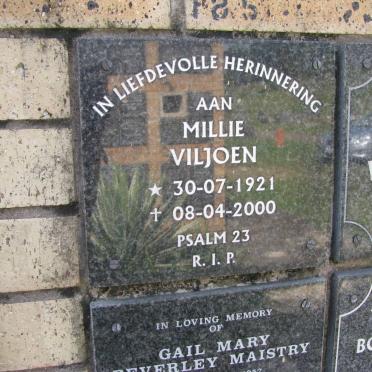 IN LIEFDEVOLLE HERINNERING
AAN
MILLIE
VILJOEN
★ 30-07-1921
✝ 08-04-2000
PSALM 23
R. I. P.
IN LOVING MEMORY
OF
GAIL MARY
BEVERLEY MAISTRY